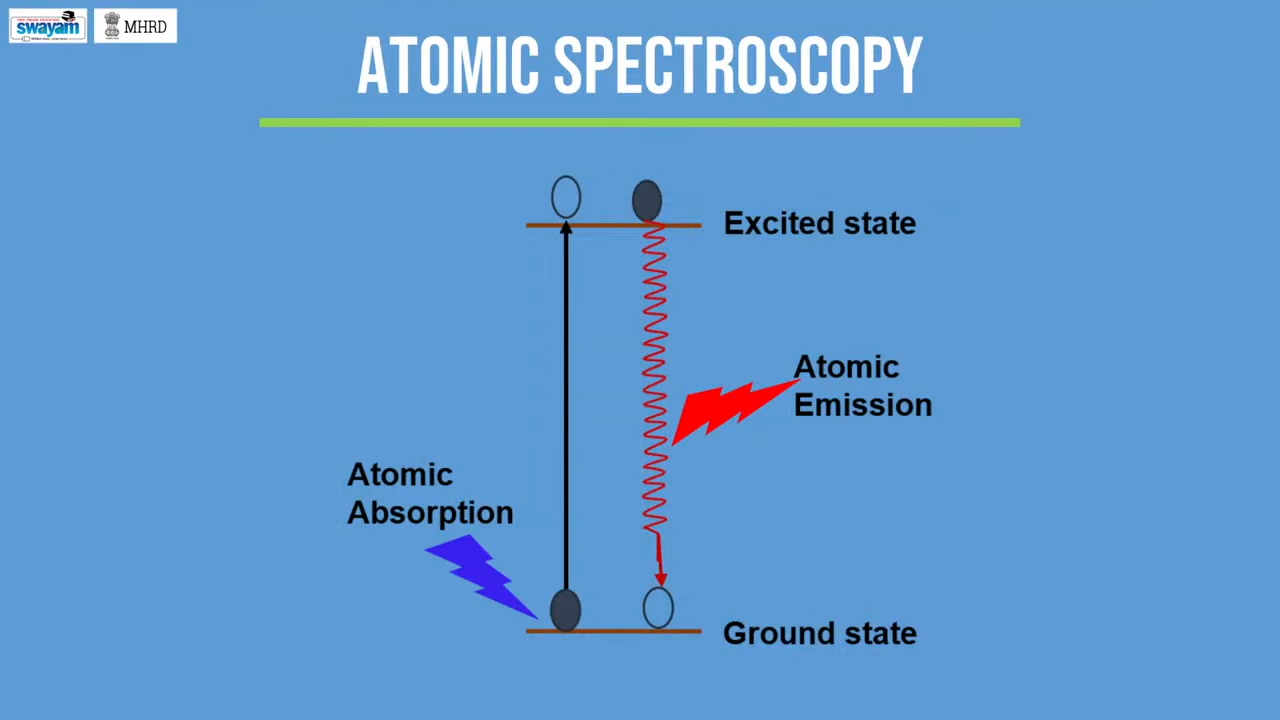 swayam
MHRD
ATOMIC SPECTROSCOPY
Excited state
Atomic
Emission
Atomic
Absorption
Ground state